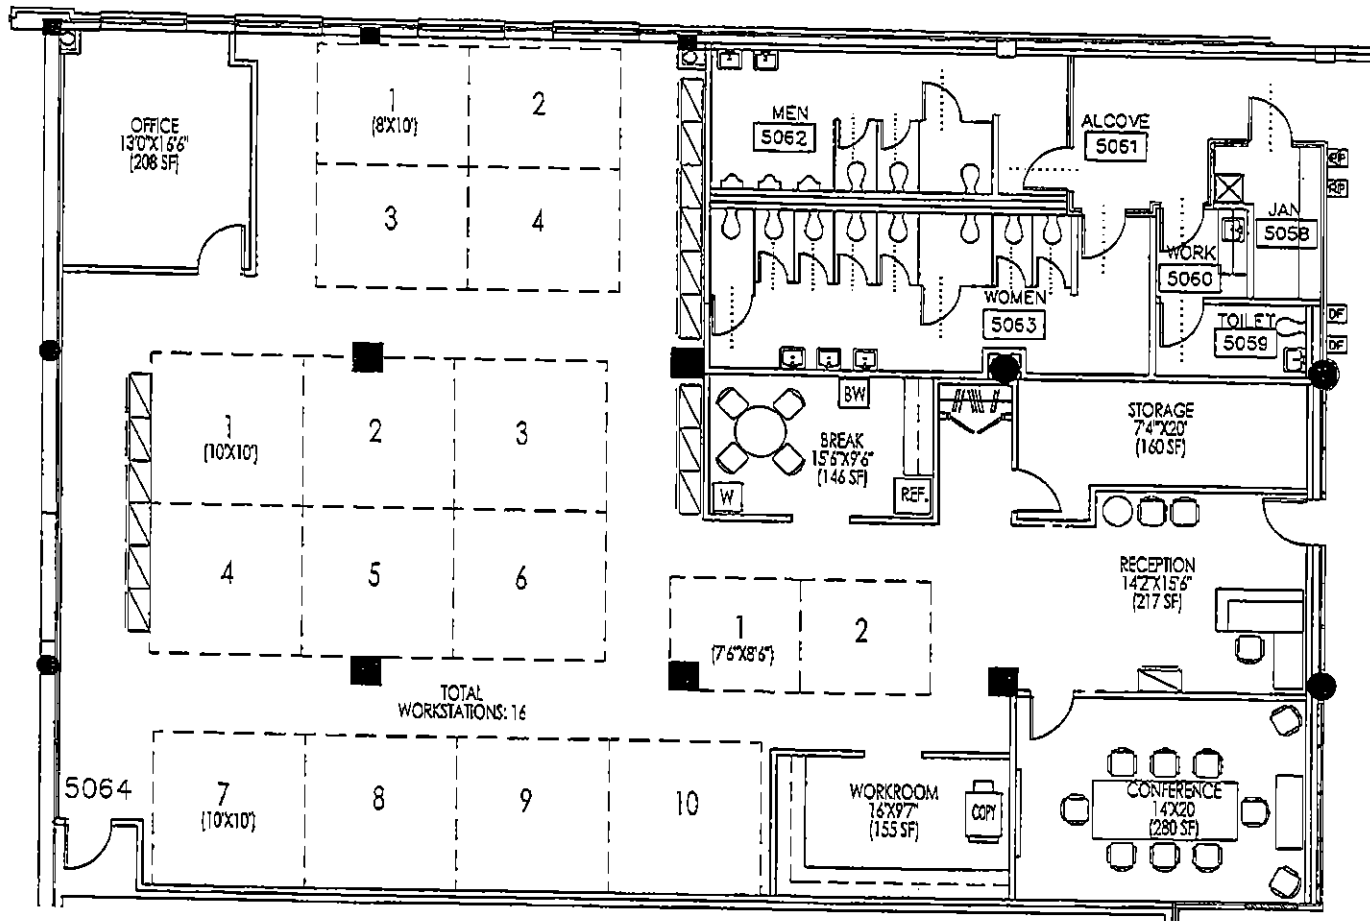 OFFICE
13'0"X16'6"
(208 SF)
1
(8'X10')
2
3
4
MEN
5062
ALCOVE
5061
JAN
5058
WORK
5060
WOMEN
5063
TOILET
5059
RP
RP
DF
DF
1
(10'X10')
2
3
4
5
6
BW
BREAK
15'6"X9'6"
(146 SF)
W
REF.
STORAGE
7'4"X20'
(160 SF)
RECEPTION
14'2"X15'6"
(217 SF)
1
(7'6"X8'6")
2
TOTAL
WORKSTATIONS: 16
5064
7
(10'X10')
8
9
10
WORKROOM
16'X9'7"
(155 SF)
COPY
CONFERENCE
14'X20
(280 SF)